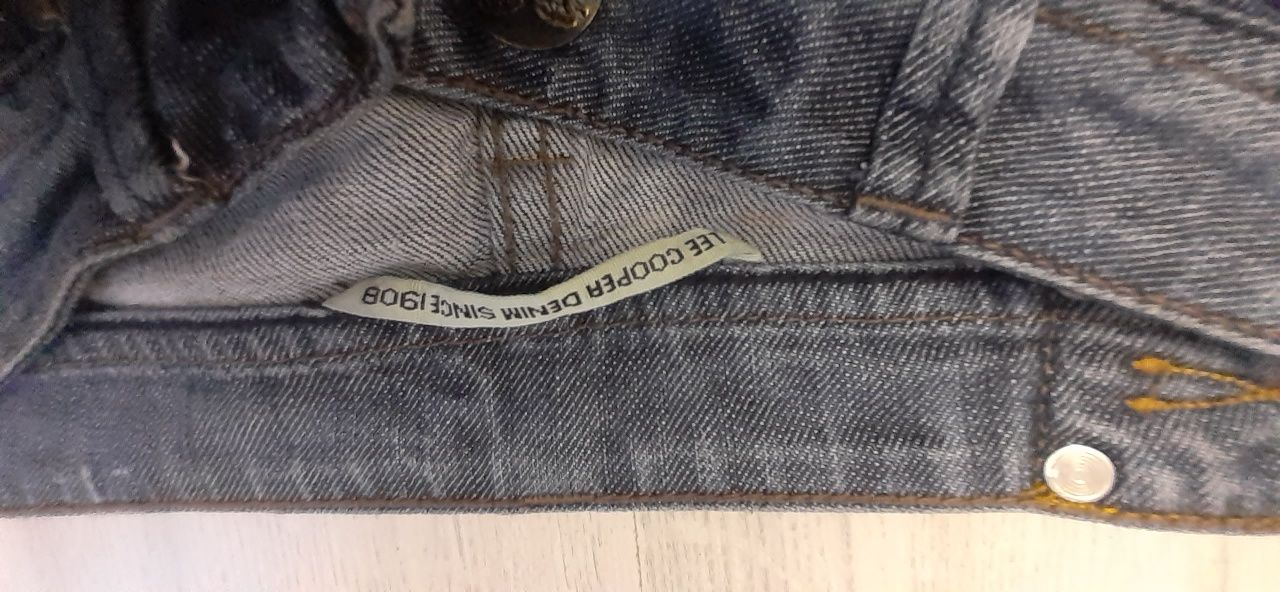 LEE COOPER DENIM SINCE 1908